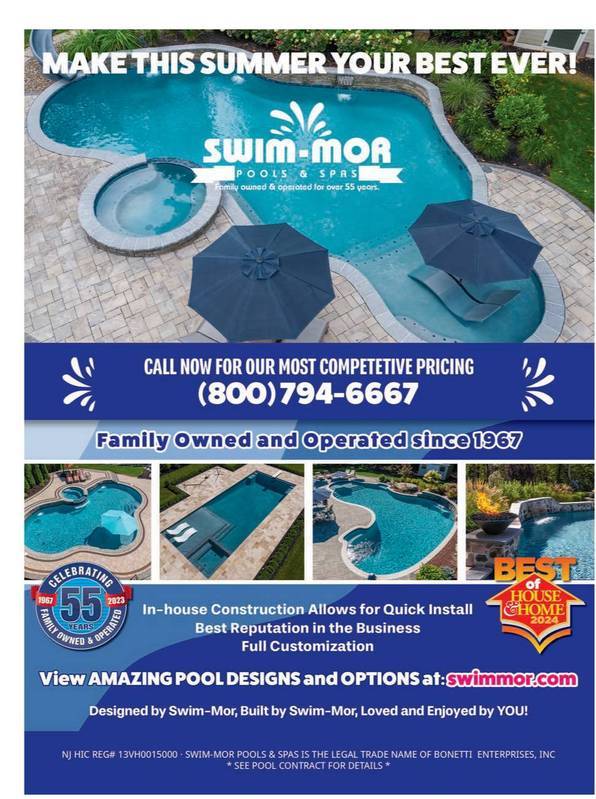 MAKE THIS SUMMER YOUR BEST EVER!
SWIM-MOR
POOLS & SPAS
Family owned & operated for over 55 years.
CALL NOW FOR OUR MOST COMPETETIVE PRICING
(800) 794-6667
Family Owned and Operated since 1967
CELEBRATING
1967 55 2023
YEARS
FAMILY OWNED & OPERATED
BEST
of
HOUSE
& HOME
2024
In-house Construction Allows for Quick Install
Best Reputation in the Business
Full Customization
View AMAZING POOL DESIGNS and OPTIONS at: swimmor.com
Designed by Swim-Mor, Built by Swim-Mor, Loved and Enjoyed by YOU!
NJ HIC REG# 13VH0015000 · SWIM-MOR POOLS & SPAS IS THE LEGAL TRADE NAME OF BONETTI ENTERPRISES, INC
* SEE POOL CONTRACT FOR DETAILS *